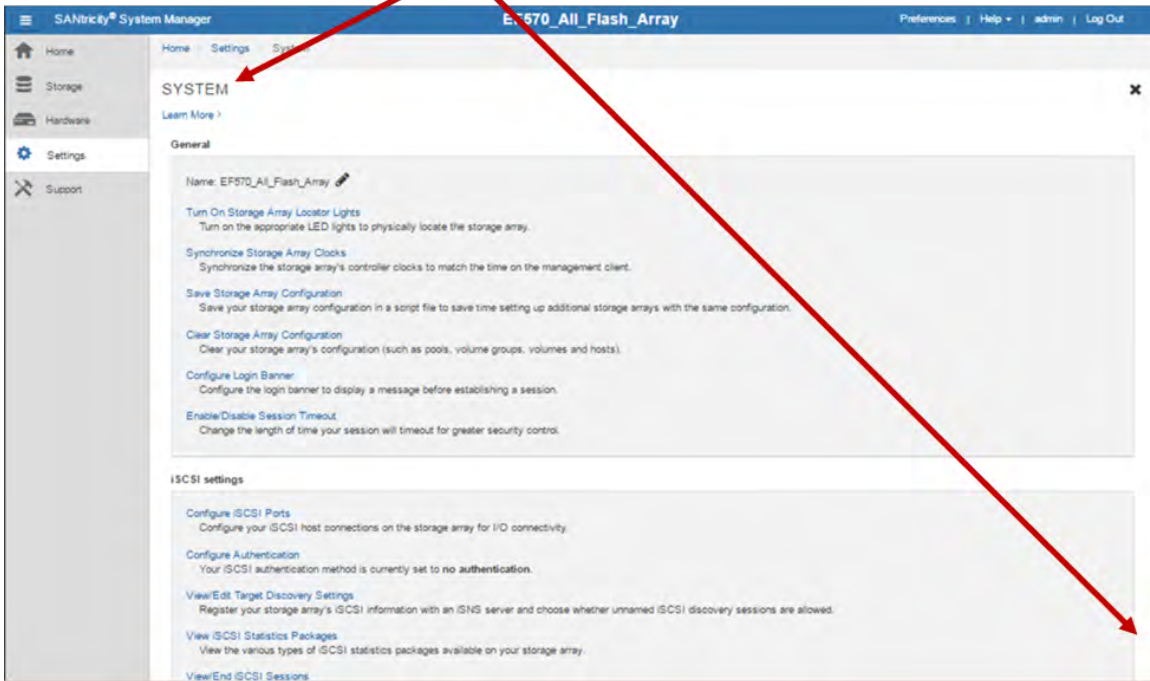 SANtricity® System Manager
EF570_All_Flash_Array
Preferences | Help | admin | Log Out
Home
Storage
Hardware
Settings
Support
Home Settings
SYSTEM
Learn More >
General
Name: EF570_All_Flash_Array
Turn On Storage Array Locator Lights
Turn on the appropriate LED lights to physically locate the storage array.
Synchronize Storage Array Clocks
Synchronize the storage array's controller clocks to match the time on the management client.
Save Storage Array Configuration
Save your storage array configuration in a script file to save time setting up additional storage arrays with the same configuration.
Clear Storage Array Configuration
Clear your storage array's configuration (such as pools, volume groups, volumes and hosts).
Configure Login Banner
Configure the login banner to display a message before establishing a session.
Enable/Disable Session Timeout
Change the length of time your session will timeout for greater security control.
iSCSI settings
Configure iSCSI Ports
Configure your iSCSI host connections on the storage array for I/O connectivity.
Configure Authentication
Your iSCSI authentication method is currently set to no authentication.
View/Edit Target Discovery Settings
Register your storage array's iSCSI information with an iSNS server and choose whether unnamed iSCSI discovery sessions are allowed.
View iSCSI Statistics Packages
View the various types of iSCSI statistics packages available on your storage array.
View/End iSCSI Sessions